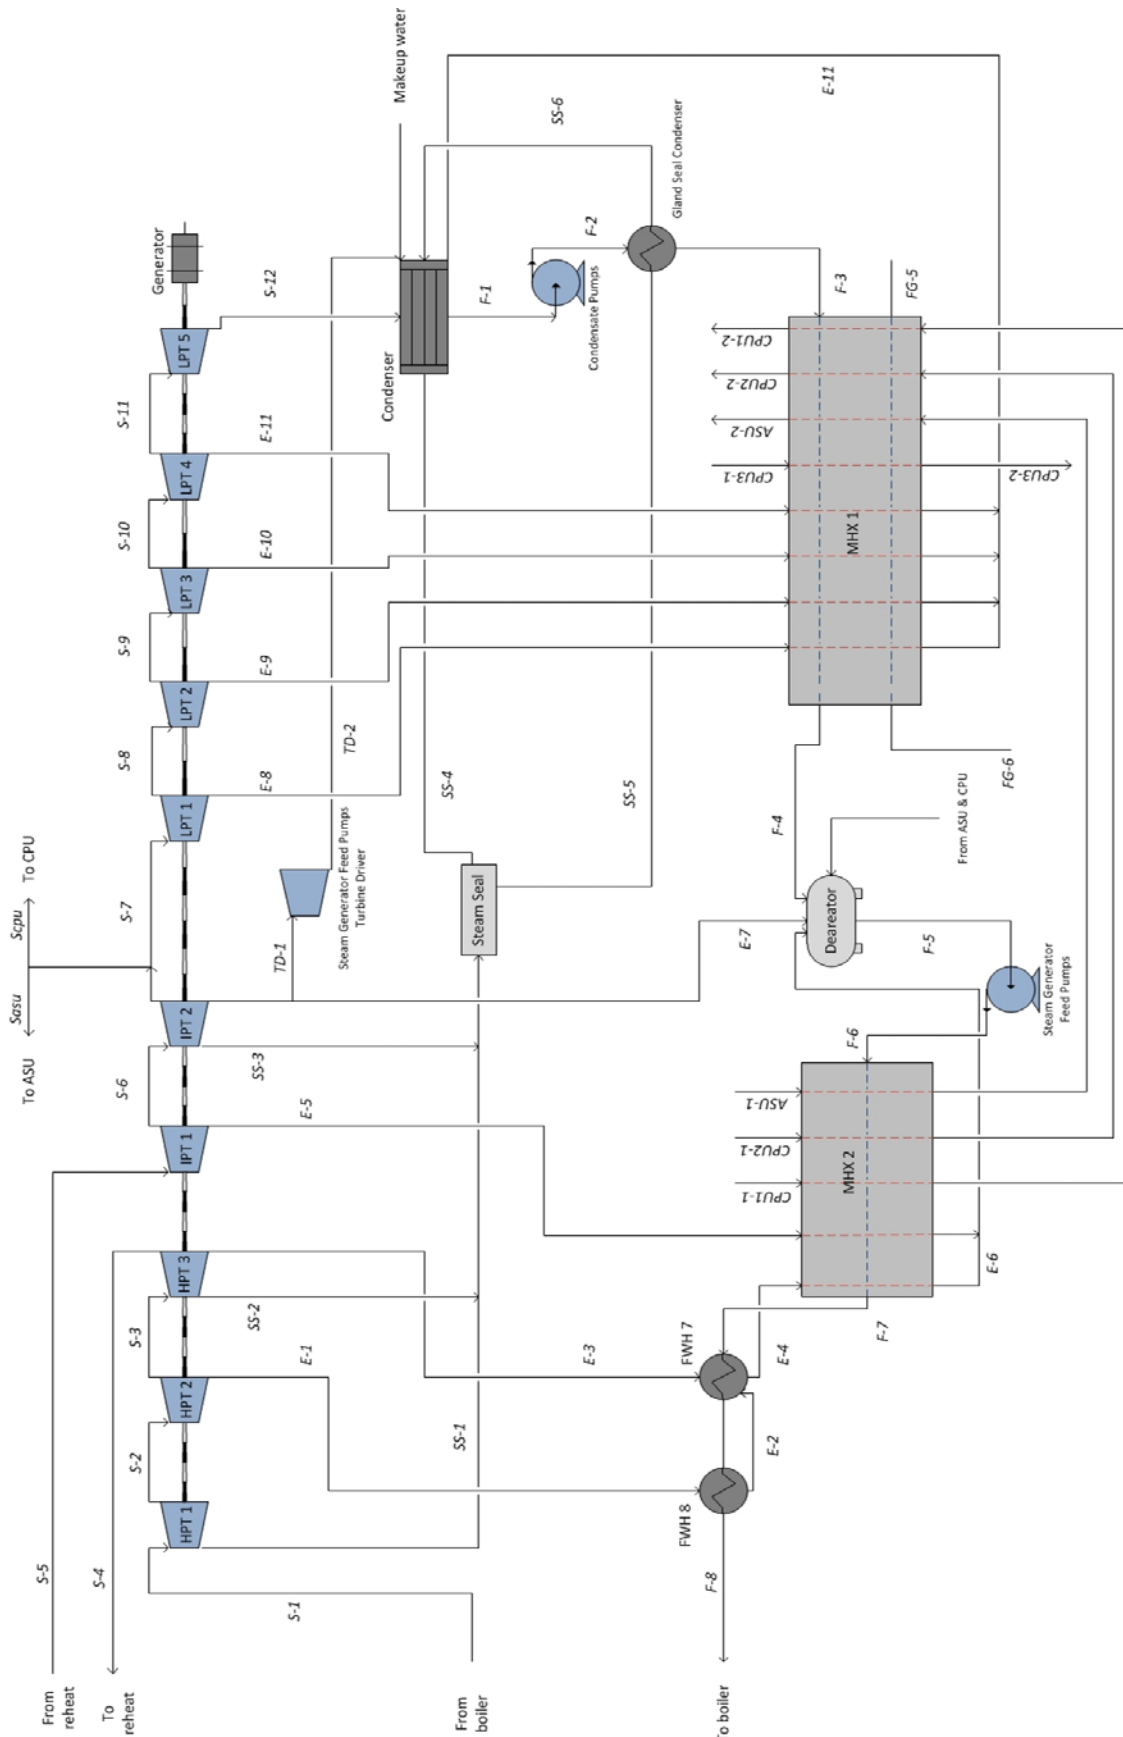 To ASU
Sasu
Scpu
To CPU
From
reheat
S-5
To
reheat
S-4
S-2
S-3
S-6
S-7
S-8
S-9
S-10
S-11
Generator
HPT 1
HPT 2
HPT 3
IPT 1
IPT 2
LPT 1
LPT 2
LPT 3
LPT 4
LPT 5
SS-2
SS-3
E-8
E-9
E-10
E-11
S-12
S-1
E-1
E-5
TD-1
TD-2
Steam Generator Feed Pumps
Turbine Driver
Condenser
Makeup water
From
boiler
SS-1
SS-4
Steam Seal
F-1
SS-6
E-3
Condensate Pumps
F-2
SS-5
Gland Seal Condenser
FWH 8
FWH 7
F-8
To boiler
E-2
E-4
CPU1-1
CPU2-1
ASU-1
E-7
F-4
CPU3-1
ASU-2
CPU2-2
CPU1-2
E-11
Deareator
F-3
MHX 2
F-6
MHX 1
F-7
F-5
From ASU & CPU
FG-5
E-6
FG-6
CPU3-2
Steam Generator
Feed Pumps